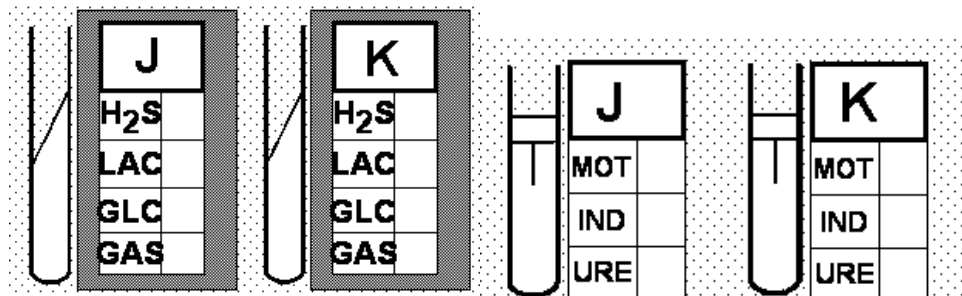 J
H₂S
LAC
GLC
GAS
K
H₂S
LAC
GLC
GAS
J
MOT
IND
URE
K
MOT
IND
URE